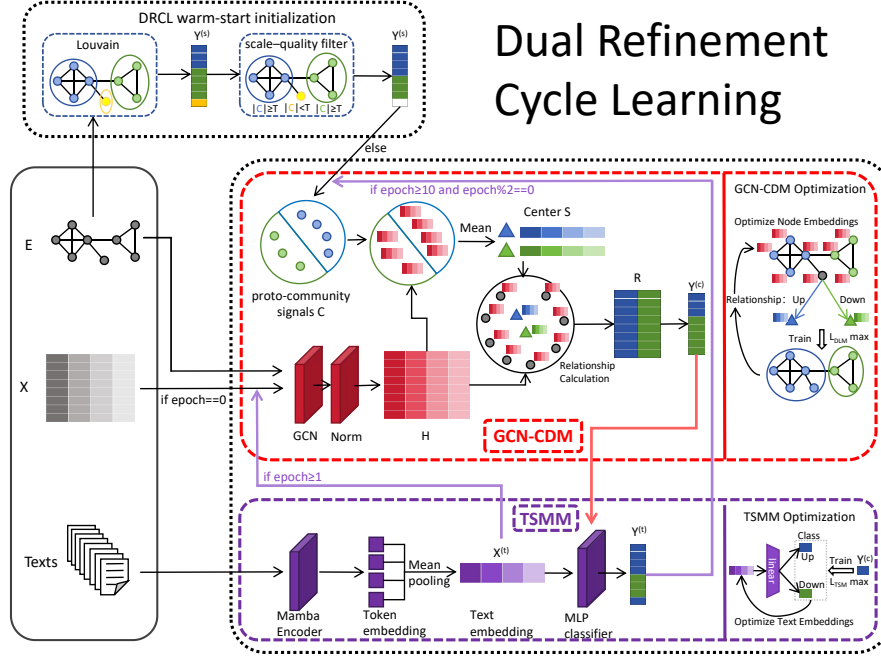 DRCL warm-start initialization
Dual Refinement
Cycle Learning
Louvain
Y(s)
scale–quality filter
Y(s)
|C|≥T |C|<T |C|≥T
else
if epoch≥10 and epoch%2==0
GCN-CDM Optimization
E
Mean
Center S
Optimize Node Embeddings
proto-community
signals C
R
Y(c)
Relationship: Up
Down
Relationship
Calculation
Train
L_DLM max
X
if epoch==0
GCN
Norm
H
GCN-CDM
if epoch≥1
TSMM
TSMM Optimization
Texts
X(t)
Y(t)
Class
Up
Mean
pooling
linear
Train
Y(c)
L_TSM max
Down
Mamba
Encoder
Token
embedding
Text
embedding
MLP
classifier
Optimize Text Embeddings